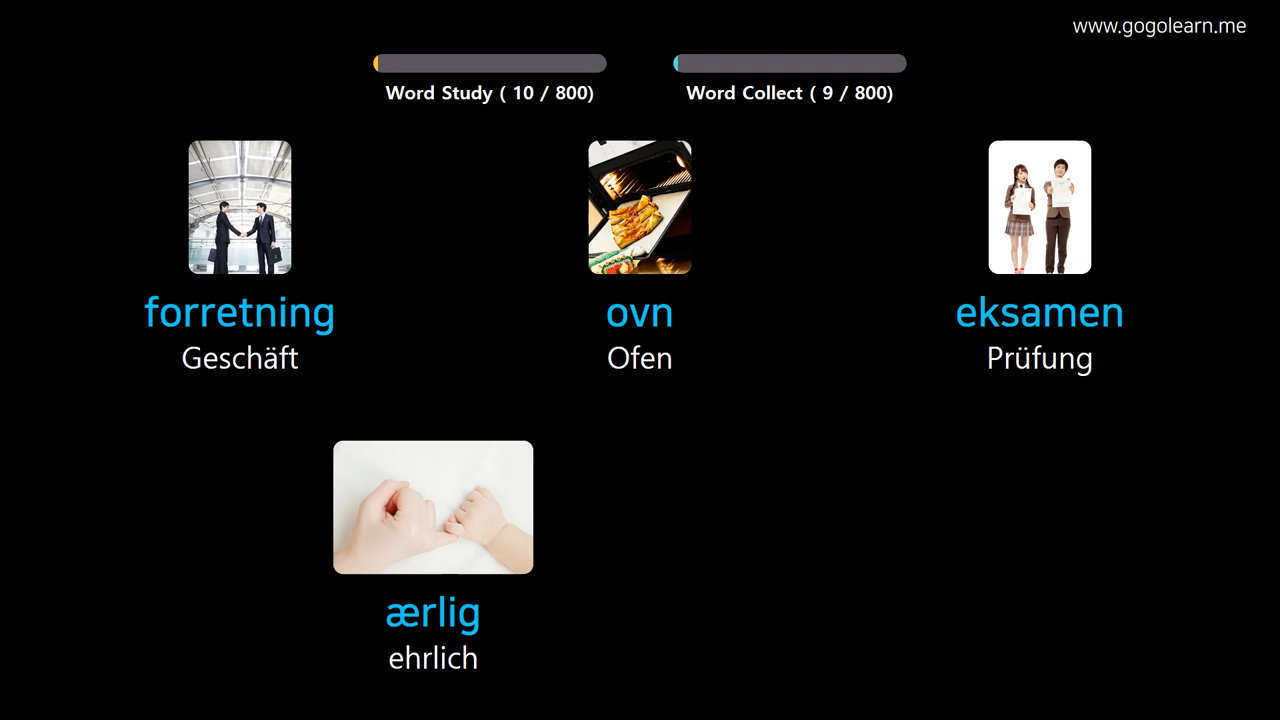 www.gogolearn.me
Word Study ( 10 / 800)
Word Collect ( 9 / 800)
forretning
Geschäft
ovn
Ofen
eksamen
Prüfung
ærlig
ehrlich